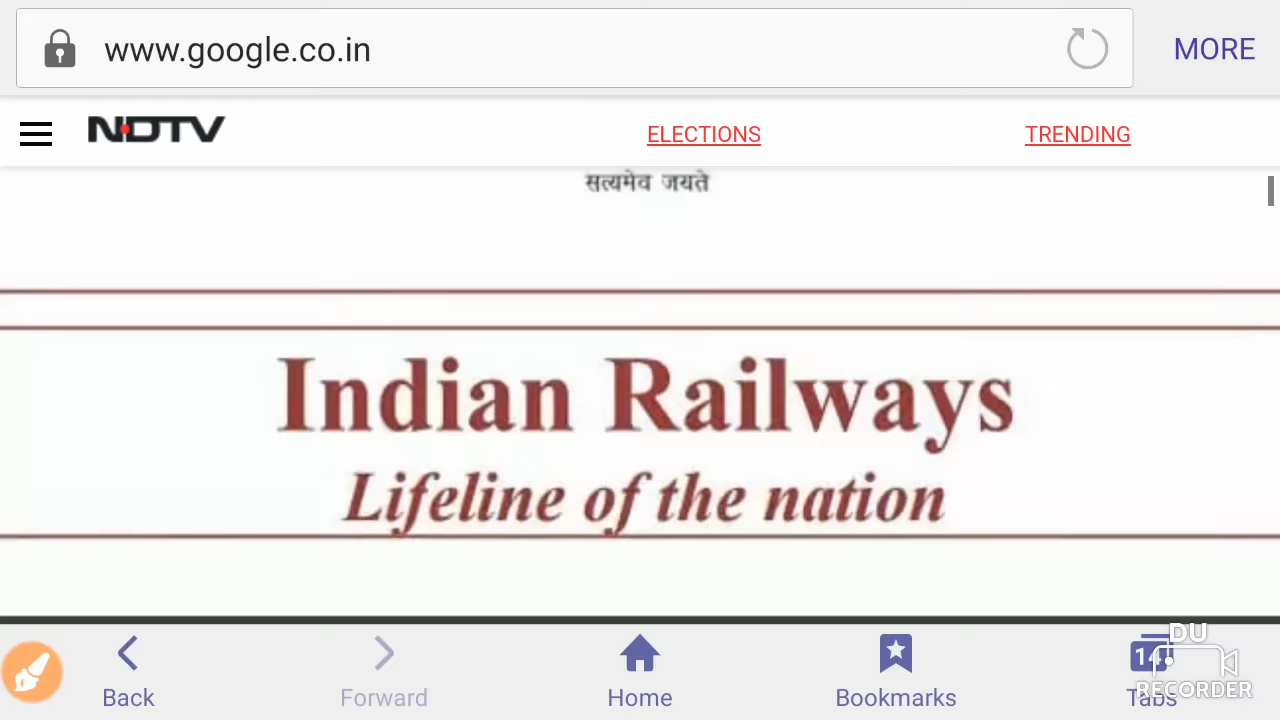 www.google.co.in
MORE
NDTV
ELECTIONS
TRENDING
सत्यमेव जयते
Indian Railways
Lifeline of the nation
Back
Forward
Home
Bookmarks
14
Tabs
DU
RECORDER